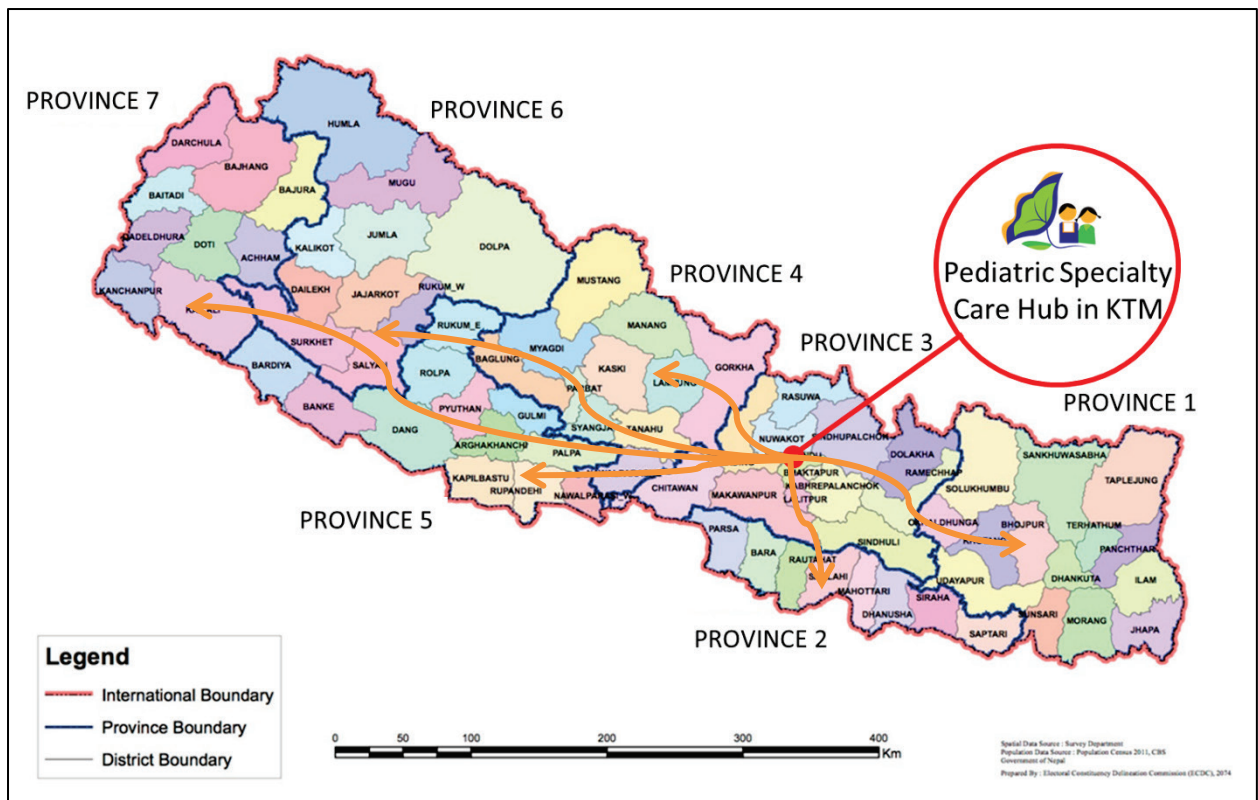 PROVINCE 7
PROVINCE 6
HUMLA
DARCHULA
BAJHANG
BAJURA
MUGU
BAITADI
DOTI
ACHHAM
KALIKOT
JUMLA
DOLPA
KANCHANPUR
DAILEKH
JAJARKOT
RUKUM_W
MUSTANG
PROVINCE 4
RUKUM_E
SURKHET
SALYAN
BARDIYA
BANKE
ROLPA
MYAGDI
MANANG
BAGLUNG
KASKI
GORKHA
PYUTHAN
GULMI
SYANGJA
TANAHU
DANG
ARGHAKHANCHI
PALPA
KAPILBASTU
RUPANDEHI
PROVINCE 5
Pediatric Specialty
Care Hub in KTM
PROVINCE 3
RASUWA
NUWAKOT
SINDHUPALCHOK
DOLAKHA
BHAKTAPUR
RAMECHHAP
CHITAWAN
MAKAWANPUR
SINDHULI
PROVINCE 1
SANKHUWASABHA
TAPLEJUNG
SOLUKHUMBU
BHOJPUR
TERHATHUM
PANCHTHAR
DHANKUTA
ILAM
UDAYAPUR
SUNSARI
MORANG
JHAPA
PARSA
BARA
RAUTAHAT
MAHOTTARI
DHANUSHA
SIRAHA
SAPTARI
PROVINCE 2
Legend
International Boundary
Province Boundary
District Boundary
0 50 100 200 300 400
Km
Spatial Data Source : Survey Department
Population Data Source : Population Census 2011, CBS
Government of Nepal
Prepared By : Electoral Constituency Delineation Commission (ECDC), 2074